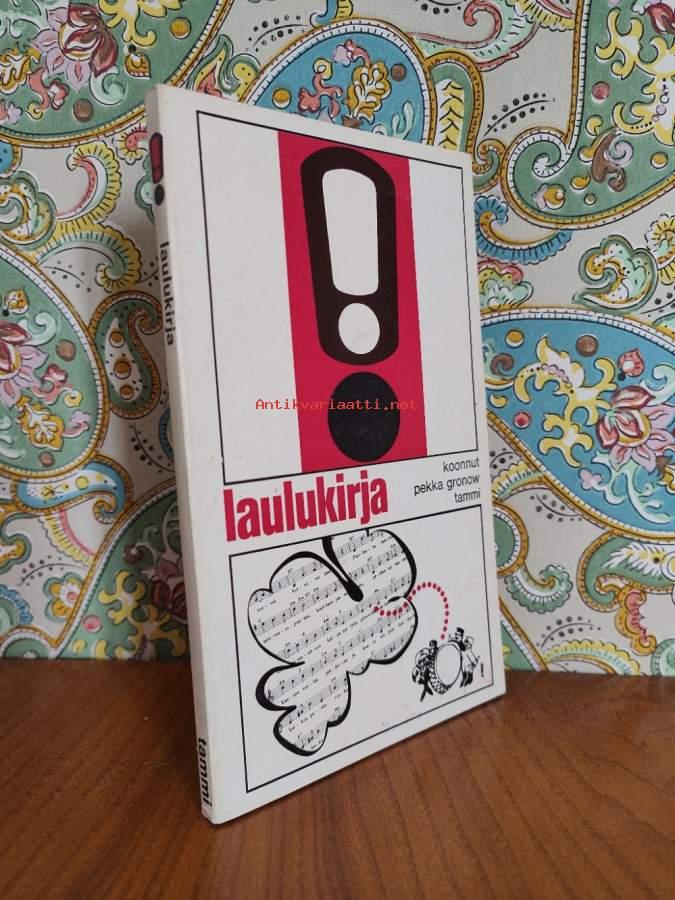 laulukirja
tammi
Antikvariaatti.net
koonnut
pekka gronow
tammi
laulukirja